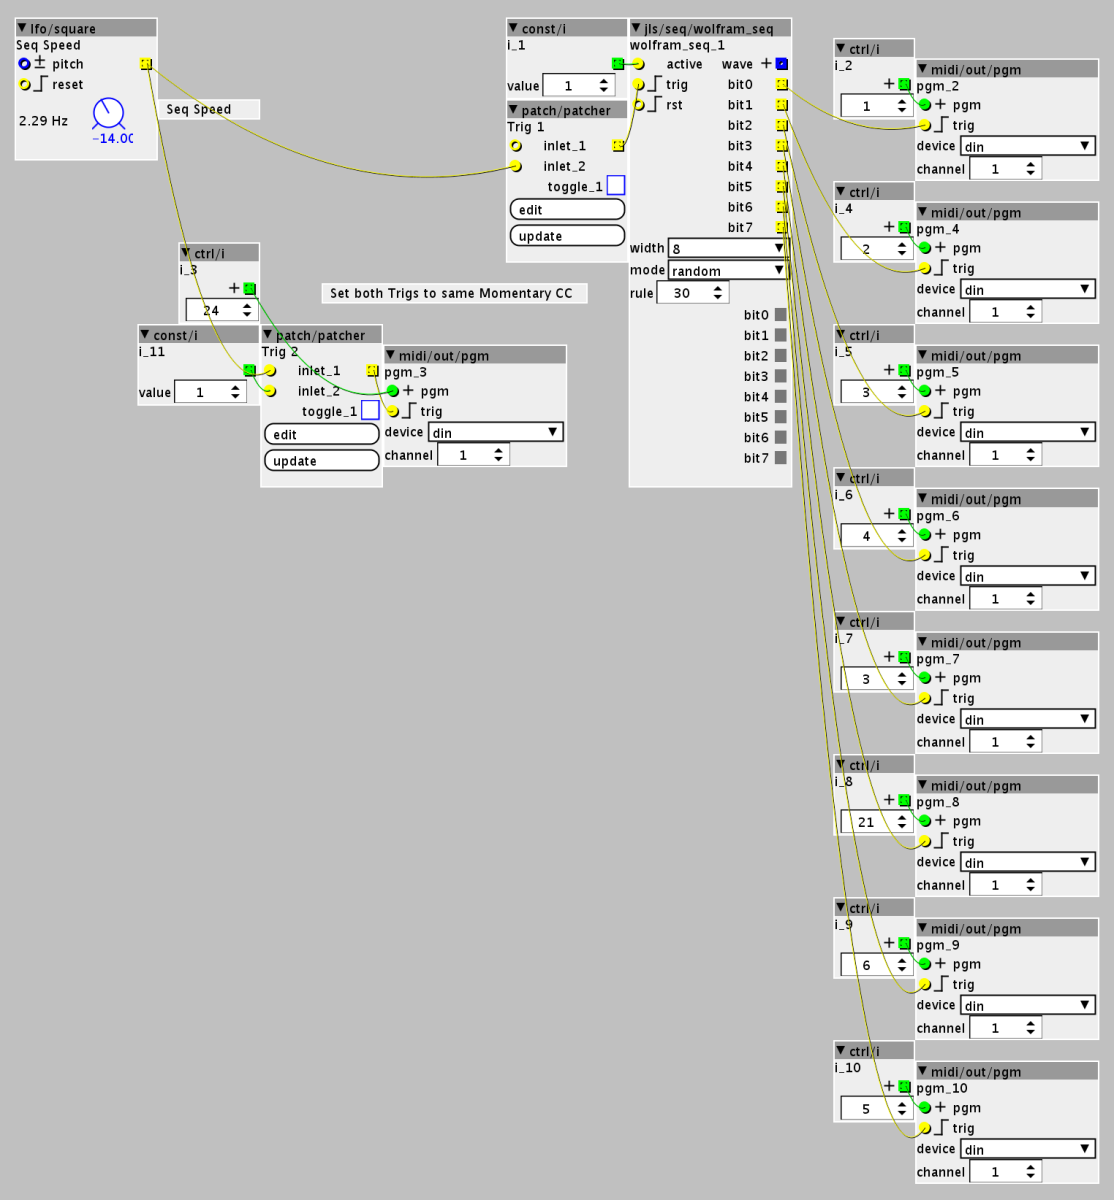 lfo/square
Seq Speed
± pitch
reset
2.29 Hz
−14.00
Seq Speed
ctrl/i
i_3
+
24
const/i
i_11
value 1
patch/patcher
Trig 2
inlet_1
inlet_2
toggle_1
edit
update
midi/out/pgm
pgm_3
+ pgm
trig
device din
channel 1
Set both Trigs to same Momentary CC
const/i
i_1
value 1
patch/patcher
Trig 1
inlet_1
inlet_2
toggle_1
edit
update
jls/seq/wolfram_seq
wolfram_seq_1
active wave +
trig bit0
rst bit1
bit2
bit3
bit4
bit5
bit6
bit7
width 8
mode random
rule 30
bit0
bit1
bit2
bit3
bit4
bit5
bit6
bit7
ctrl/i
i_2
+
1
midi/out/pgm
pgm_2
+ pgm
trig
device din
channel 1
ctrl/i
i_4
+
2
midi/out/pgm
pgm_4
+ pgm
trig
device din
channel 1
ctrl/i
i_5
+
3
midi/out/pgm
pgm_5
+ pgm
trig
device din
channel 1
ctrl/i
i_6
+
4
midi/out/pgm
pgm_6
+ pgm
trig
device din
channel 1
ctrl/i
i_7
+
3
midi/out/pgm
pgm_7
+ pgm
trig
device din
channel 1
ctrl/i
i_8
+
21
midi/out/pgm
pgm_8
+ pgm
trig
device din
channel 1
ctrl/i
i_9
+
6
midi/out/pgm
pgm_9
+ pgm
trig
device din
channel 1
ctrl/i
i_10
+
5
midi/out/pgm
pgm_10
+ pgm
trig
device din
channel 1